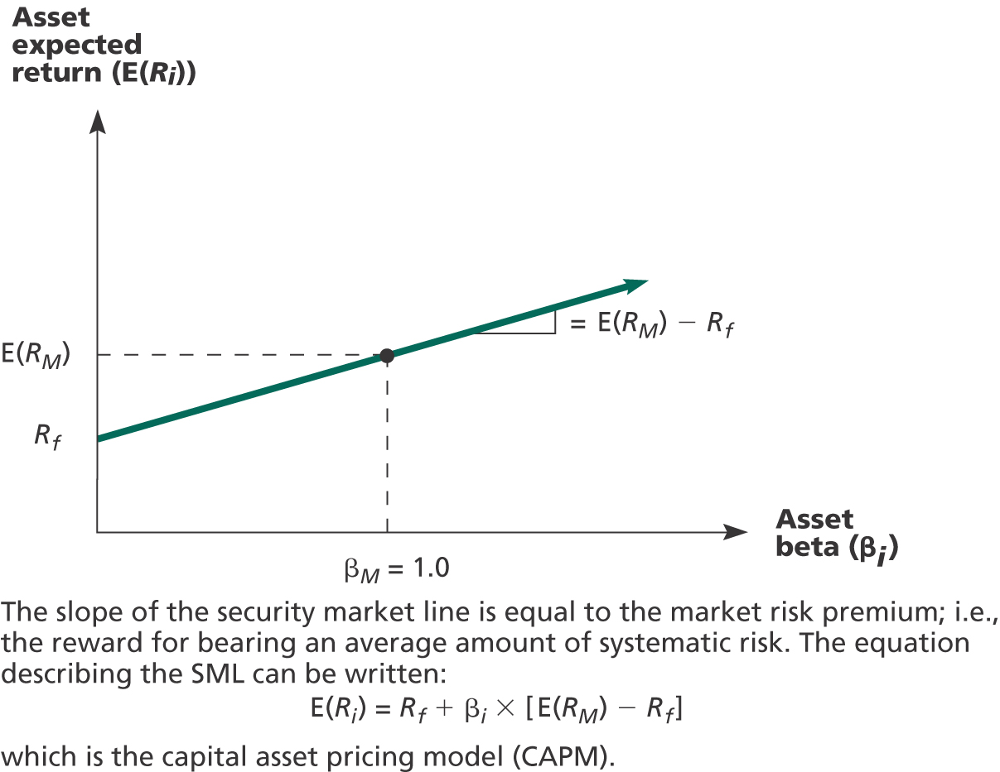 Asset
expected
return (E(Ri))
= E(RM) − Rf
E(RM)
Rf
Asset
beta (βi)
βM = 1.0
The slope of the security market line is equal to the market risk premium; i.e.,
the reward for bearing an average amount of systematic risk. The equation
describing the SML can be written:
E(Ri) = Rf + βi × [E(RM) − Rf]
which is the capital asset pricing model (CAPM).